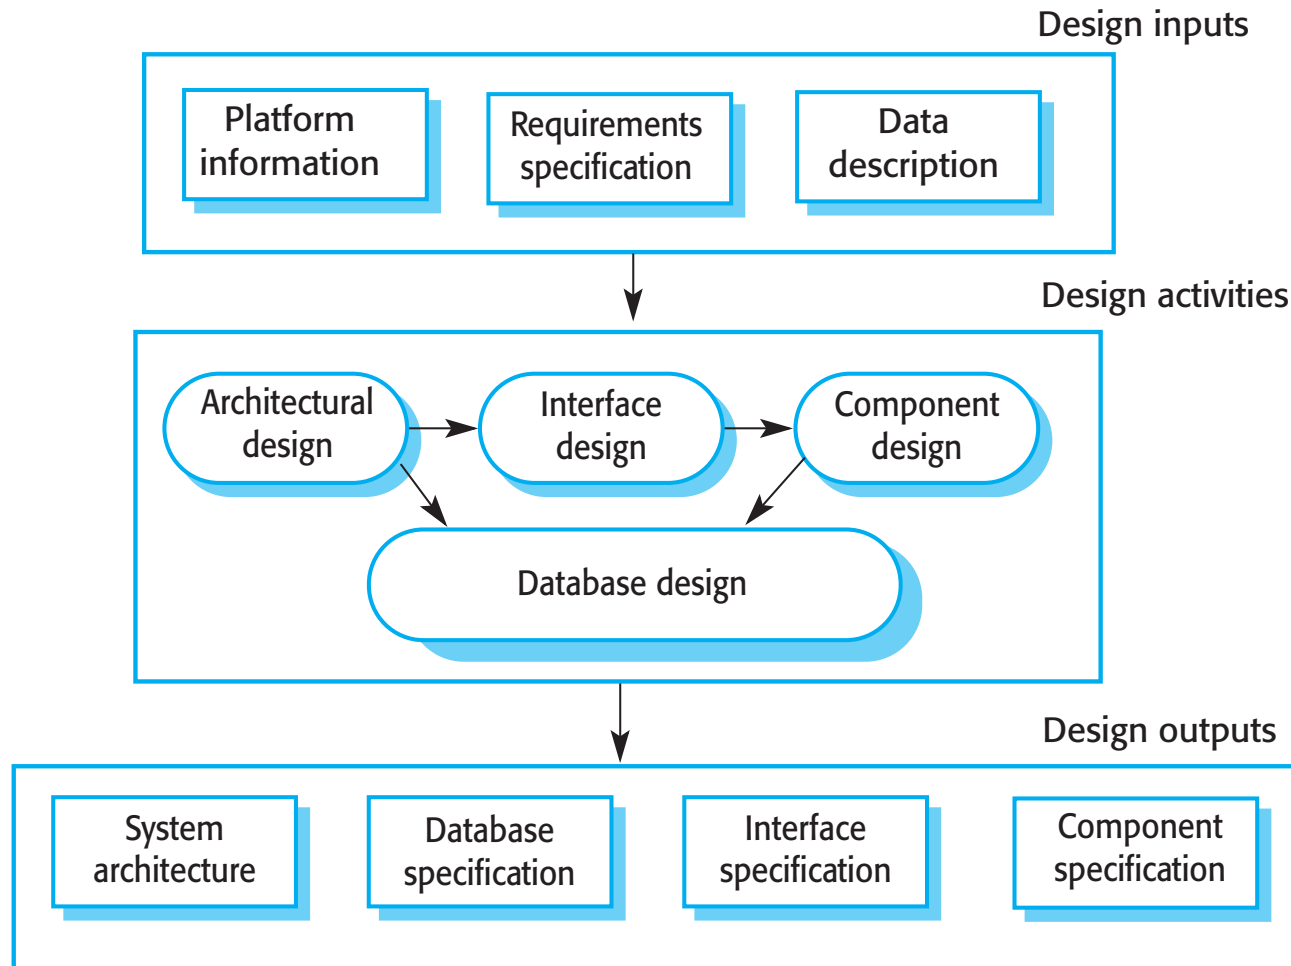 Design inputs
Platform
information
Requirements
specification
Data
description
Design activities
Architectural
design
Interface
design
Component
design
Database design
Design outputs
System
architecture
Database
specification
Interface
specification
Component
specification